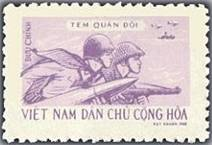 TEM QUÂN ĐỘI
BƯU CHÍNH
VIỆT NAM DÂN CHỦ CỘNG HÒA